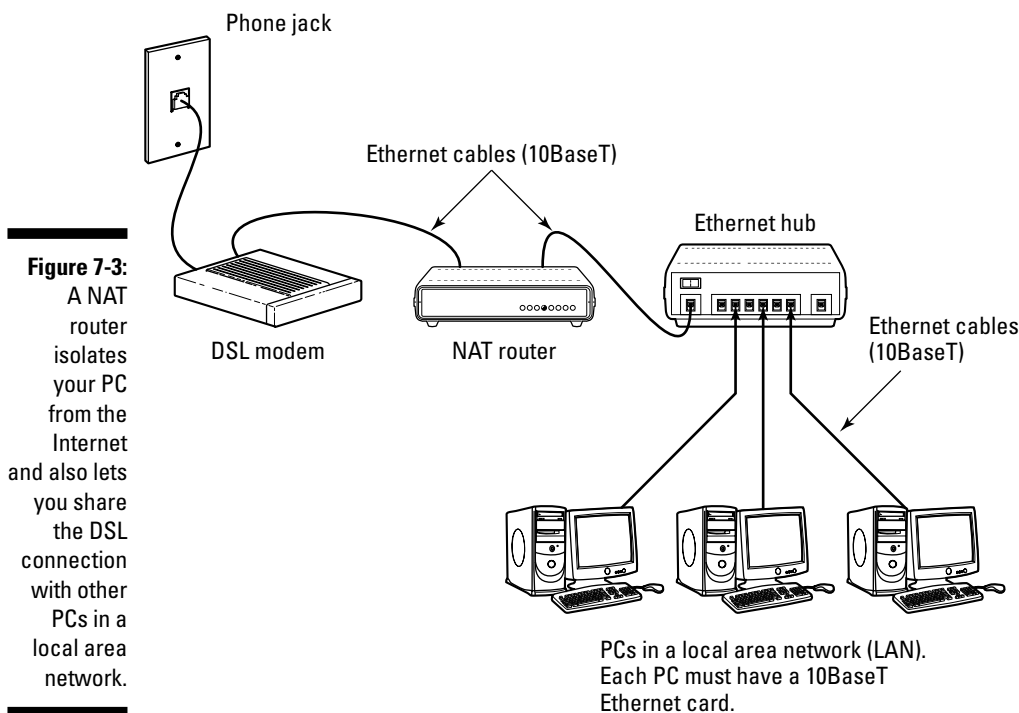 Phone jack
Ethernet cables (10BaseT)
Ethernet hub
Figure 7-3:
A NAT
router
isolates
your PC
from the
Internet
and also lets
you share
the DSL
connection
with other
PCs in a
local area
network.
DSL modem
NAT router
Ethernet cables
(10BaseT)
PCs in a local area network (LAN).
Each PC must have a 10BaseT
Ethernet card.